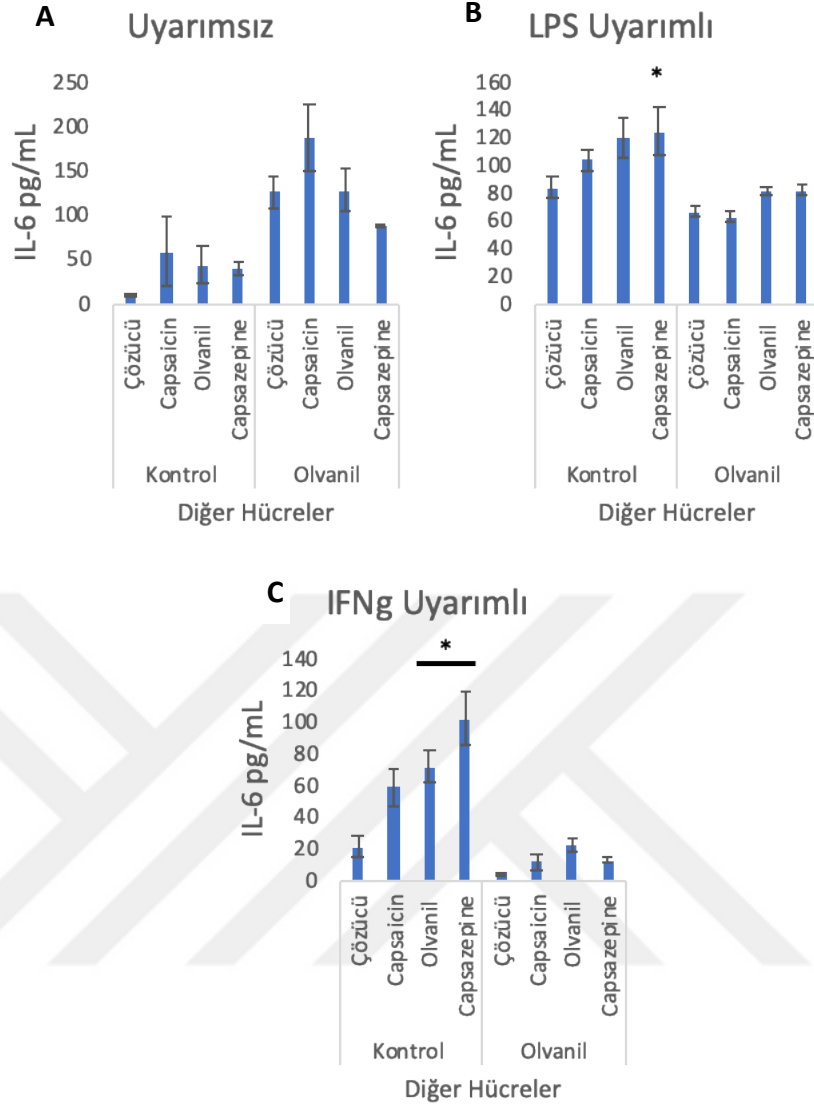 A
Uyarımsız
IL-6 pg/mL
250
200
150
100
50
0
Çözücü
Capsaicin
Olvanil
Capsazepine
Çözücü
Capsaicin
Olvanil
Capsazepine
Kontrol
Olvanil
Diğer Hücreler
B
LPS Uyarımlı
*
IL-6 pg/mL
160
140
120
100
80
60
40
20
0
Çözücü
Capsaicin
Olvanil
Capsazepine
Çözücü
Capsaicin
Olvanil
Capsazepine
Kontrol
Olvanil
Diğer Hücreler
C
IFNg Uyarımlı
*
IL-6 pg/mL
140
120
100
80
60
40
20
0
Çözücü
Capsaicin
Olvanil
Capsazepine
Çözücü
Capsaicin
Olvanil
Capsazepine
Kontrol
Olvanil
Diğer Hücreler